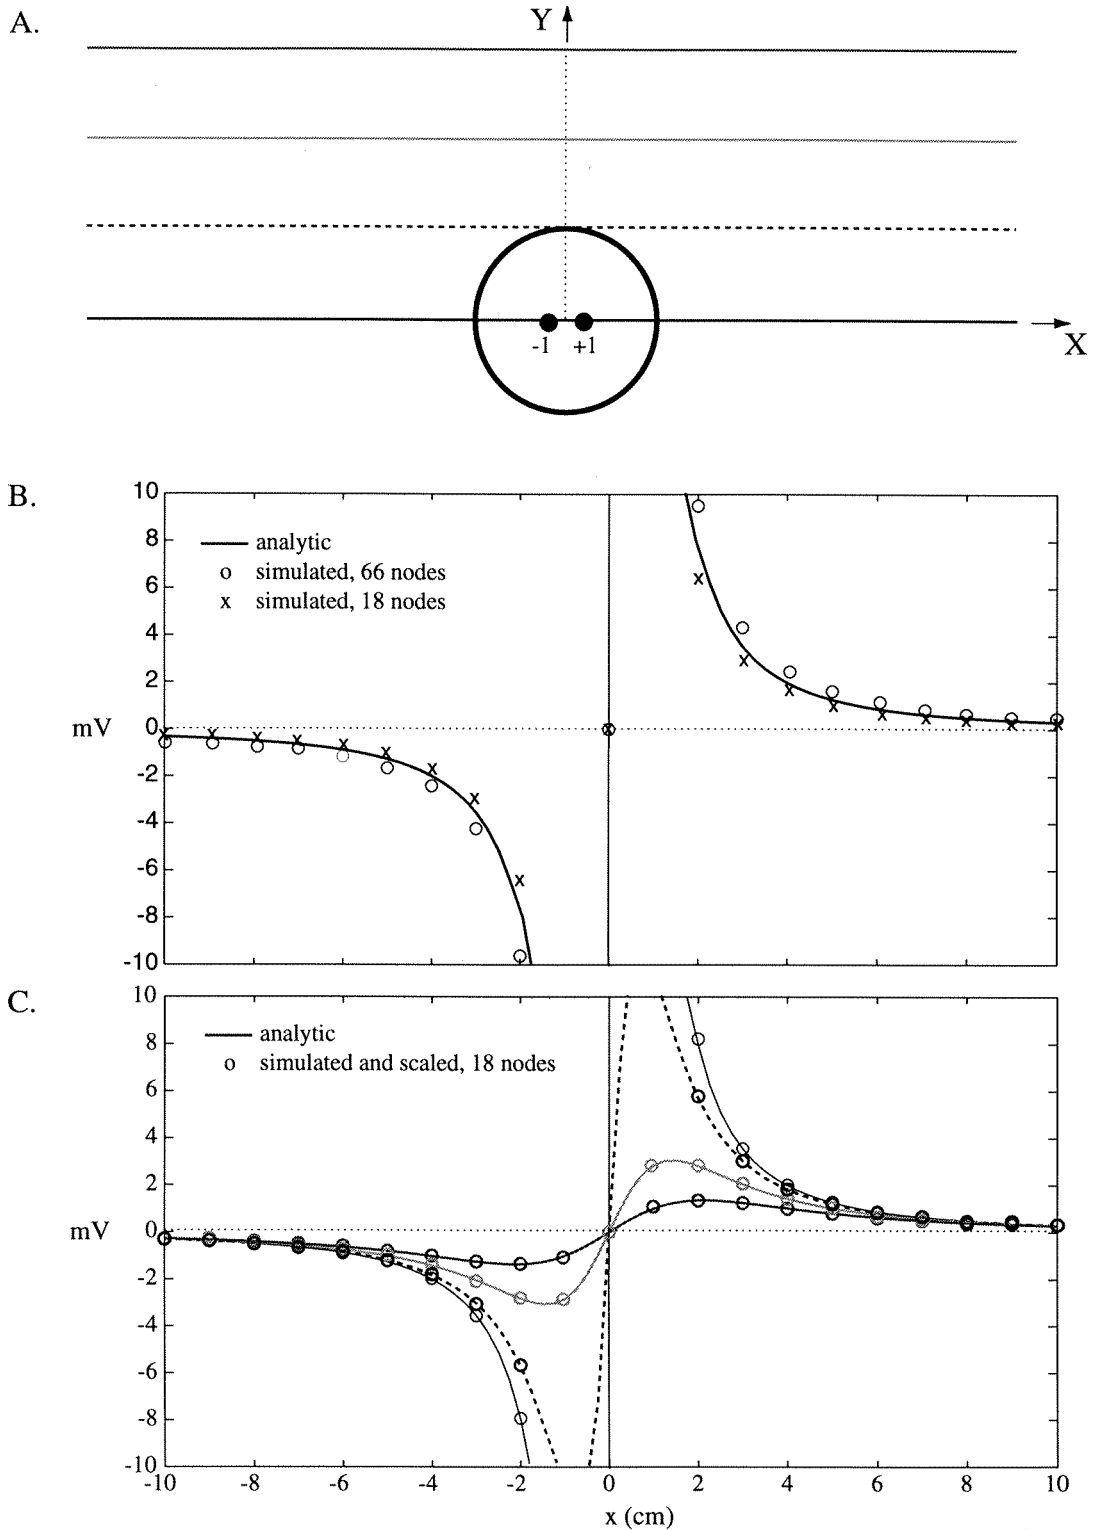 A.
Y
-1 +1
X
B.
10
8
6
4
2
0
-2
-4
-6
-8
-10
mV
analytic
o simulated, 66 nodes
x simulated, 18 nodes
C.
10
8
6
4
2
0
-2
-4
-6
-8
-10
mV
analytic
o simulated and scaled, 18 nodes
-10 -8 -6 -4 -2 0 2 4 6 8 10
x (cm)